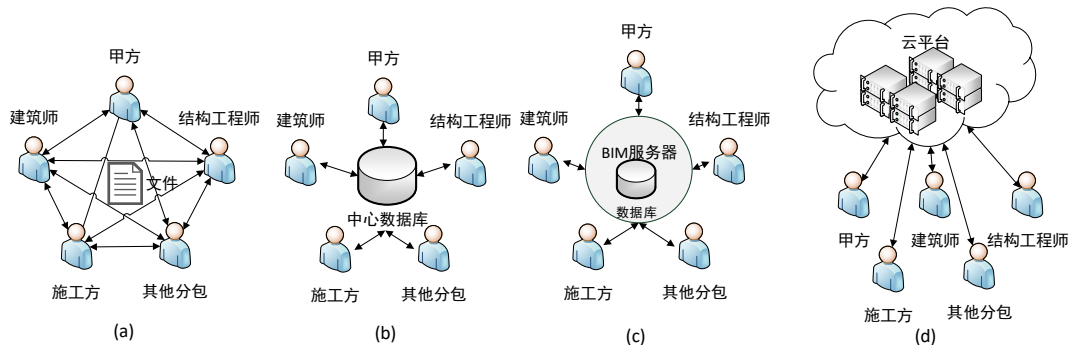 甲方
建筑师
结构工程师
文件
施工方
其他分包
(a)
甲方
建筑师
结构工程师
中心数据库
施工方
其他分包
(b)
甲方
建筑师
结构工程师
BIM服务器
数据库
施工方
其他分包
(c)
云平台
甲方
建筑师
结构工程师
施工方
其他分包
(d)